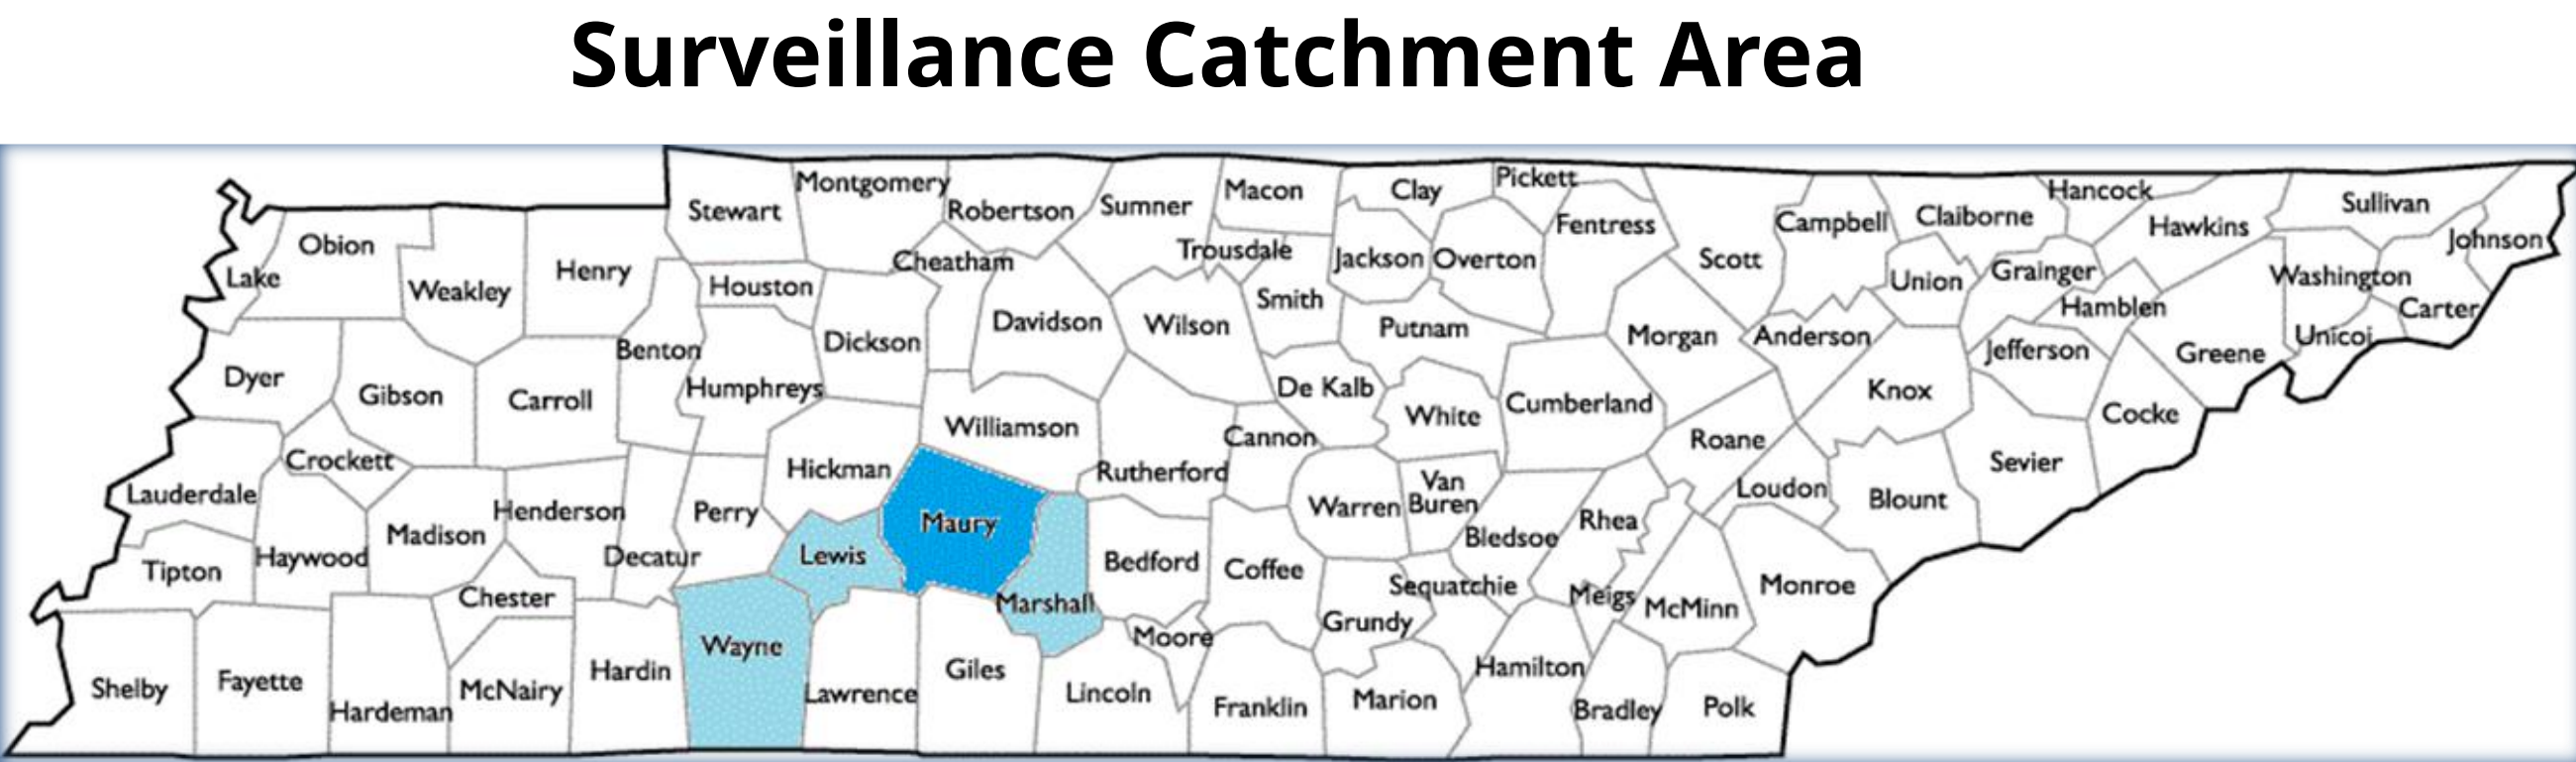 Surveillance Catchment Area
Stewart
Montgomery
Robertson
Sumner
Macon
Clay
Pickett
Fentress
Scott
Campbell
Claiborne
Hancock
Hawkins
Sullivan
Johnson
Lake
Obion
Weakley
Henry
Houston
Cheatham
Trousdale
Jackson
Overton
Union
Grainger
Hamblen
Washington
Carter
Unicoi
Dyer
Gibson
Carroll
Benton
Humphreys
Dickson
Davidson
Wilson
Smith
Putnam
Morgan
Anderson
Jefferson
Greene
De Kalb
White
Cumberland
Knox
Cocke
Lauderdale
Crockett
Hickman
Williamson
Rutherford
Cannon
Roane
Sevier
Haywood
Madison
Henderson
Perry
Maury
Warren
Van
Buren
Rhea
Loudon
Blount
Tipton
Decatur
Lewis
Bedford
Coffee
Bledsoe
Chester
Marshall
Sequatchie
Meigs
McMinn
Monroe
Shelby
Fayette
Hardeman
McNairy
Hardin
Wayne
Lawrence
Giles
Lincoln
Moore
Franklin
Grundy
Marion
Hamilton
Bradley
Polk